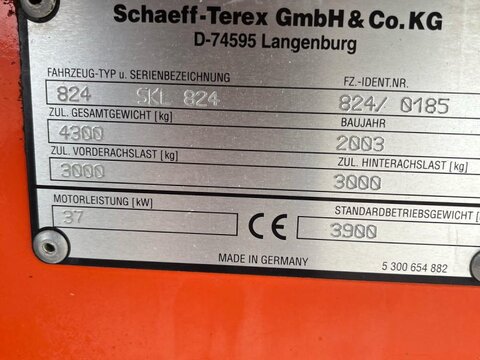 Schaeff-Terex GmbH & Co. KG
D-74595 Langenburg
FAHRZEUG-TYP u. SERIENBEZEICHNUNG FZ.-IDENT.NR.
824 SKL 824 824/ 0185
ZUL. GESAMTGEWICHT [kg] BAUJAHR
4300 2003
ZUL. VORDERACHSLAST [kg] ZUL. HINTERACHSLAST [kg]
3000 3000
MOTORLEISTUNG [kW] STANDARDBETRIEBSGEWICHT
37 CE 3900
MADE IN GERMANY 5 300 654 882